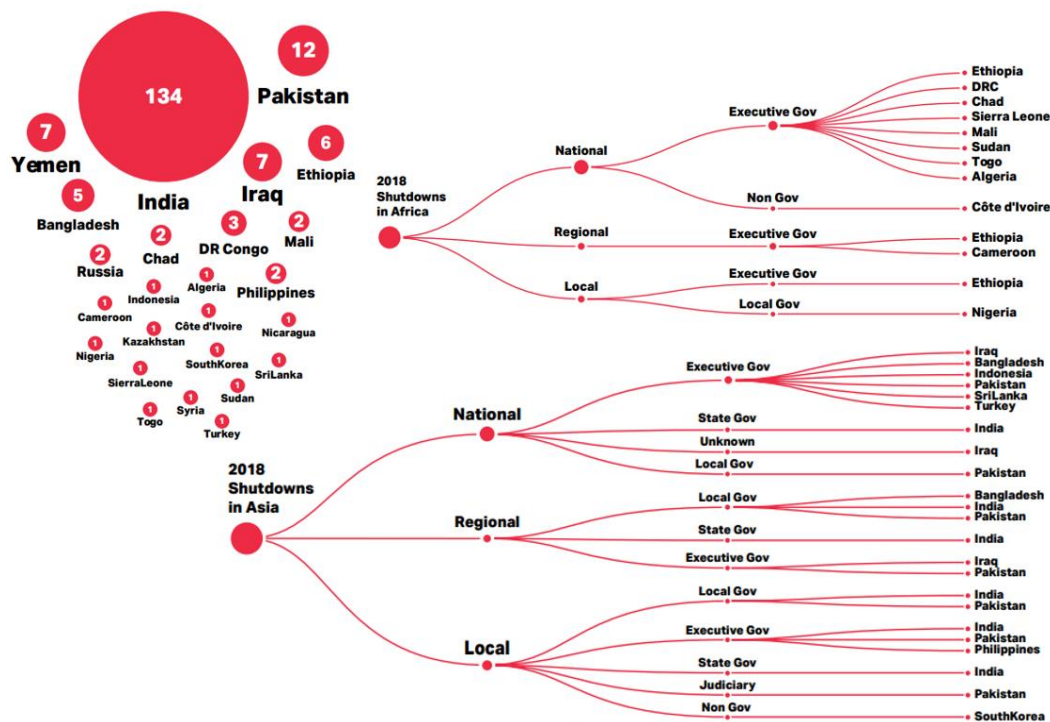 134
India
12
Pakistan
7
Yemen
7
Iraq
6
Ethiopia
5
Bangladesh
3
DR Congo
2
Mali
2
Chad
2
Russia
2
Philippines
1
Algeria
1
Indonesia
1
Cameroon
1
Côte d'Ivoire
1
Nicaragua
1
Kazakhstan
1
Nigeria
1
SouthKorea
1
SriLanka
1
SierraLeone
1
Sudan
1
Syria
1
Togo
1
Turkey
2018
Shutdowns
in Africa
National
Executive Gov
Ethiopia
DRC
Chad
Sierra Leone
Mali
Sudan
Togo
Algeria
Non Gov
Côte d'Ivoire
Regional
Executive Gov
Ethiopia
Cameroon
Local
Executive Gov
Ethiopia
Local Gov
Nigeria
2018
Shutdowns
in Asia
National
Executive Gov
Iraq
Bangladesh
Indonesia
Pakistan
SriLanka
Turkey
State Gov
India
Unknown
Iraq
Local Gov
Pakistan
Regional
Local Gov
Bangladesh
India
Pakistan
State Gov
India
Executive Gov
Iraq
Pakistan
Local
Local Gov
India
Pakistan
Executive Gov
India
Pakistan
Philippines
State Gov
India
Judiciary
Pakistan
Non Gov
SouthKorea